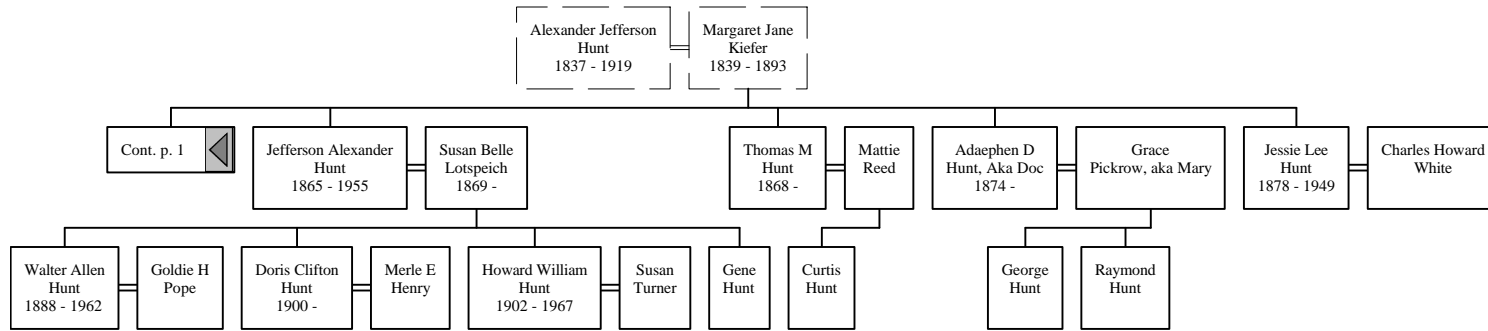 Alexander Jefferson
Hunt
1837 - 1919
Margaret Jane
Kiefer
1839 - 1893
Cont. p. 1
Jefferson Alexander
Hunt
1865 - 1955
Susan Belle
Lotspeich
1869 -
Thomas M
Hunt
1868 -
Mattie
Reed
Adaephen D
Hunt, Aka Doc
1874 -
Grace
Pickrow, aka Mary
Jessie Lee
Hunt
1878 - 1949
Charles Howard
White
Walter Allen
Hunt
1888 - 1962
Goldie H
Pope
Doris Clifton
Hunt
1900 -
Merle E
Henry
Howard William
Hunt
1902 - 1967
Susan
Turner
Gene
Hunt
Curtis
Hunt
George
Hunt
Raymond
Hunt